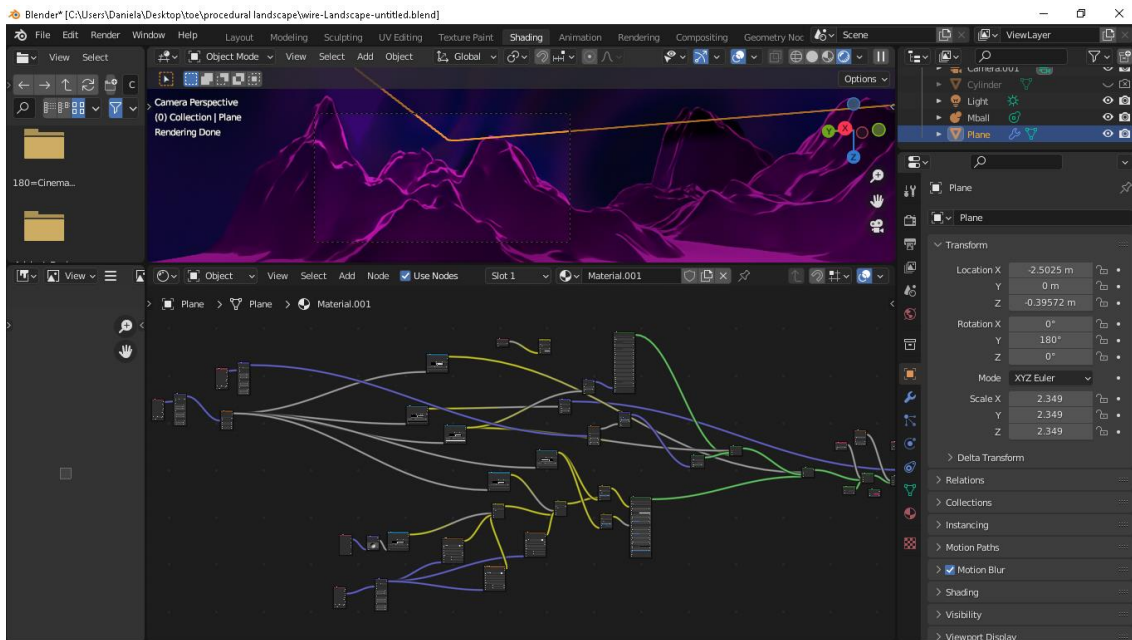 Blender* [C:\Users\Daniela\Desktop\toe\procedural landscape\wire-Landscape-untitled.blend]
File Edit Render Window Help Layout Modeling Sculpting UV Editing Texture Paint Shading Animation Rendering Compositing Geometry Noc Scene ViewLayer
View Select Object Mode View Select Add Object Global
Options
C
Camera Perspective
(0) Collection | Plane
Rendering Done
180=Cinema...
Camera.001
Cylinder
Light
Mball
Plane
Plane
Plane
View Object View Select Add Node Use Nodes Slot 1 Material.001
Plane > Plane > Material.001
Transform
Location X -2.5025 m
Y 0 m
Z -0.39572 m
Rotation X 0°
Y 180°
Z 0°
Mode XYZ Euler
Scale X 2.349
Y 2.349
Z 2.349
Delta Transform
Relations
Collections
Instancing
Motion Paths
Motion Blur
Shading
Visibility
Viewport Display